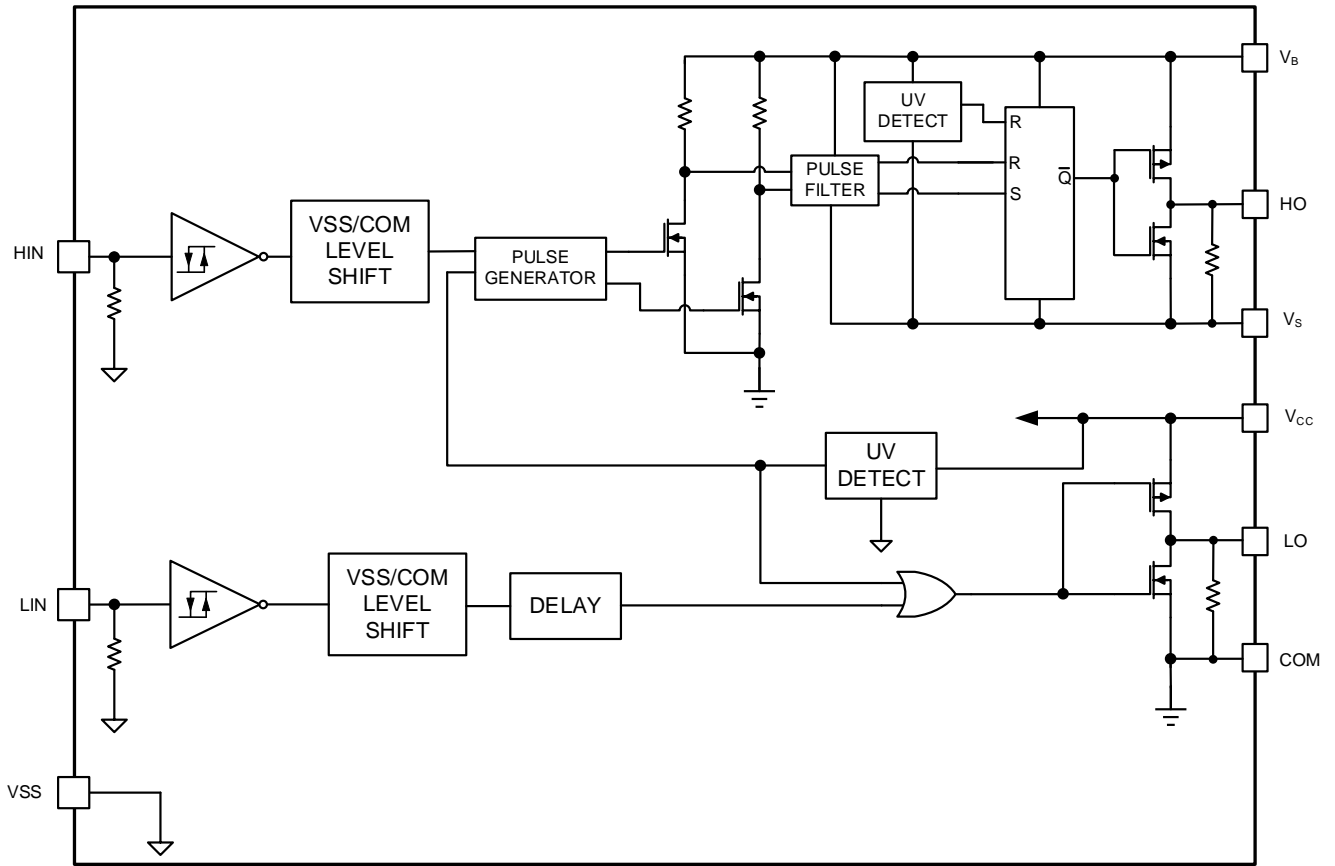 V_B
UV
DETECT
R
R
S
Q̅
PULSE
FILTER
HO
HIN
VSS/COM
LEVEL
SHIFT
PULSE
GENERATOR
V_S
V_CC
UV
DETECT
LO
LIN
VSS/COM
LEVEL
SHIFT
DELAY
COM
VSS